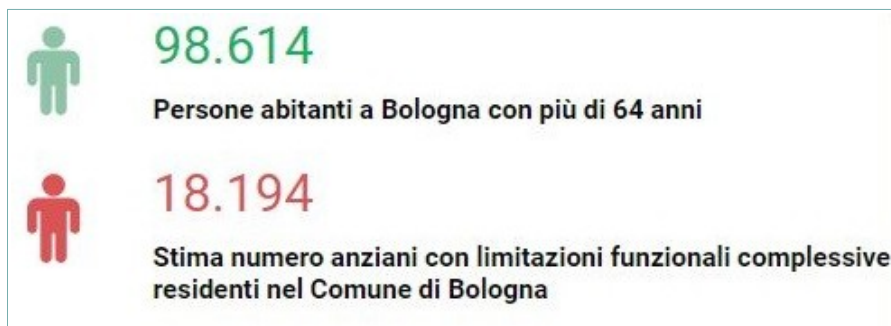 98.614
Persone abitanti a Bologna con più di 64 anni
18.194
Stima numero anziani con limitazioni funzionali complessive
residenti nel Comune di Bologna